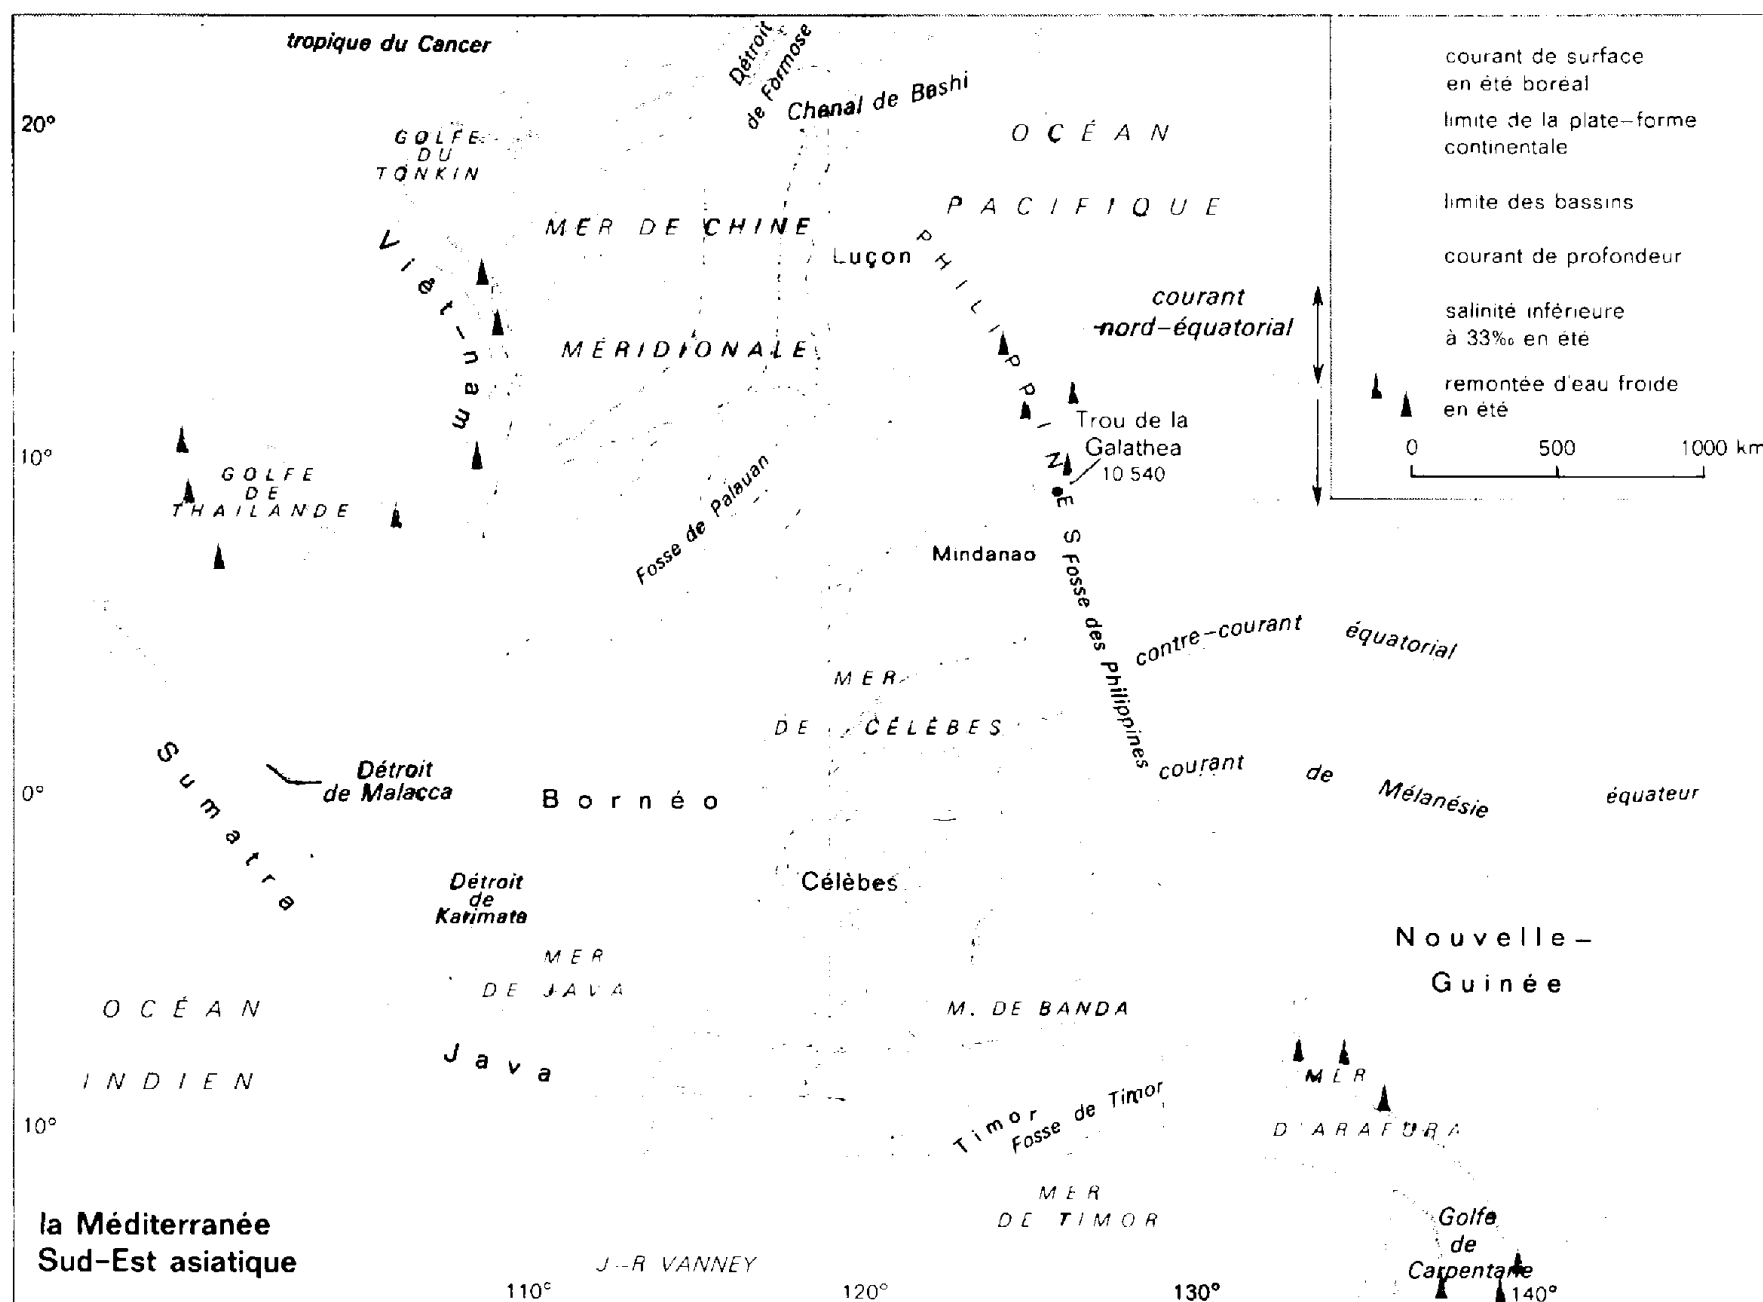 tropique du Cancer
Détroit
de Formose
Chenal de Bashi
20°
GOLFE
DU
TONKIN
OCÉAN
PACIFIQUE
MER DE CHINE
MÉRIDIONALE
Viêt-nam
Luçon
PHILIPPINES
courant
nord-équatorial
courant de surface
en été boréal
limite de la plate-forme
continentale
limite des bassins
courant de profondeur
salinité inférieure
à 33‰ en été
remontée d'eau froide
en été
0 500 1000 km
10°
GOLFE
DE
THAILANDE
Fosse de Palauan
Trou de la
Galathea
10 540
Mindanao
Fosse des Philippines
contre-courant équatorial
MER
DE CÉLÈBES
courant de Mélanésie
équateur
0°
Sumatra
Détroit
de Malacca
Bornéo
Célèbes
Détroit
de
Karimata
MER
DE JAVA
Nouvelle-
Guinée
OCÉAN
INDIEN
Java
M. DE BANDA
MER
D'ARAFURA
10°
Timor
Fosse de Timor
MER
DE TIMOR
Golfe
de
Carpentarie
la Méditerranée
Sud-Est asiatique
J-R VANNEY
110°
120°
130°
140°